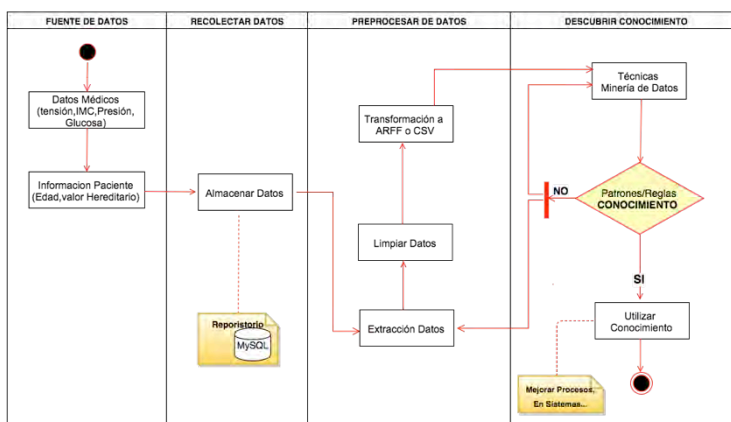 FUENTE DE DATOS
RECOLECTAR DATOS
PREPROCESAR DE DATOS
DESCUBRIR CONOCIMIENTO
Datos Médicos
(tensión,IMC,Presión,
Glucosa)
Informacion Paciente
(Edad,valor Hereditario)
Almacenar Datos
Reporistorio
MySQL
Transformación a
ARFF o CSV
Limpiar Datos
Extracción Datos
Técnicas
Minería de Datos
NO
Patrones/Reglas
CONOCIMIENTO
SI
Utilizar
Conocimiento
Mejorar Procesos,
En Sistemas...